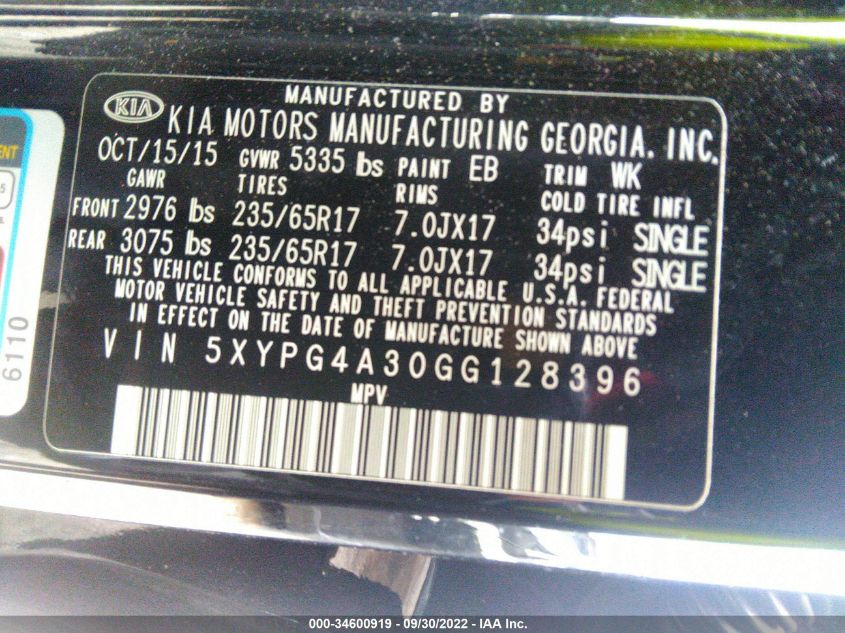 MANUFACTURED BY
KIA KIA MOTORS MANUFACTURING GEORGIA. INC.
OCT/15/15 GVWR 5335 lbs PAINT EB TRIM WK
GAWR TIRES RIMS COLD TIRE INFL
FRONT 2976 lbs 235/65R17 7.0JX17 34psi SINGLE
REAR 3075 lbs 235/65R17 7.0JX17 34psi SINGLE
THIS VEHICLE CONFORMS TO ALL APPLICABLE U.S.A. FEDERAL
MOTOR VEHICLE SAFETY AND THEFT PREVENTION STANDARDS
IN EFFECT ON THE DATE OF MANUFACTURE SHOWN ABOVE
VIN 5XYPG4A30GG128396
MPV
6110
000-34600919 - 09/30/2022 - IAA Inc.